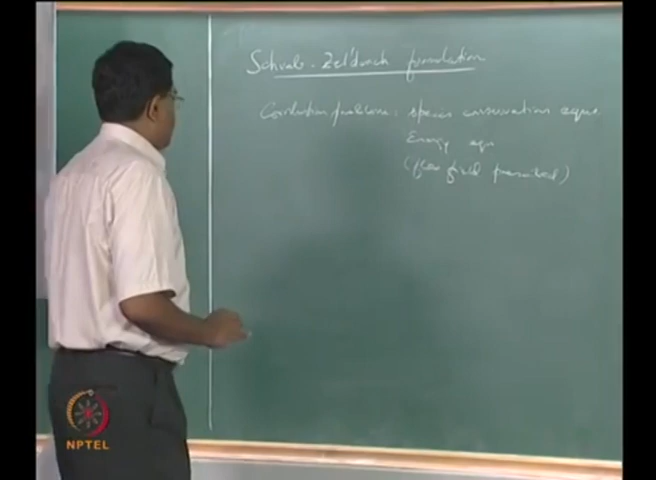 Schvab-Zel'dovich formulation
Combustion problems: species conservation eqns.
Energy eqn
(flow field prescribed)
NPTEL